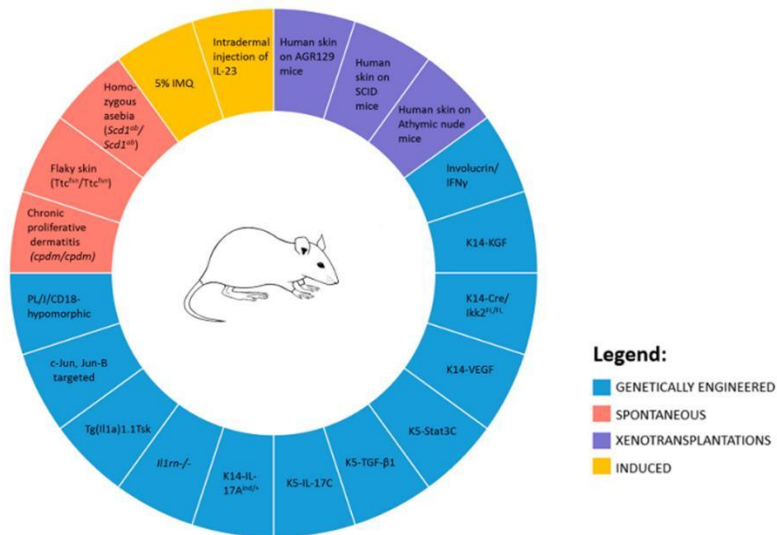 Intradermal
injection of
IL-23
Human skin
on AGR129
mice
Human
skin on
SCID
mice
Human skin on
Athymic nude
mice
Involucrin/
IFNγ
K14-KGF
K14-Cre/
Ikk2FL/FL
K14-VEGF
K5-Stat3C
K5-TGF-β1
K5-IL-17C
K14-IL-
17Aind/+
Il1rn-/-
Tg(Il1a)1.1Tsk
c-Jun, Jun-B
targeted
PL/J/CD18-
hypomorphic
Chronic
proliferative
dermatitis
(cpdm/cpdm)
Flaky skin
(Ttcfsn/Ttcfsn)
Homo-
zygous
asebia
(Scd1ab/
Scd1ab)
5% IMQ
Legend:
GENETICALLY ENGINEERED
SPONTANEOUS
XENOTRANSPLANTATIONS
INDUCED